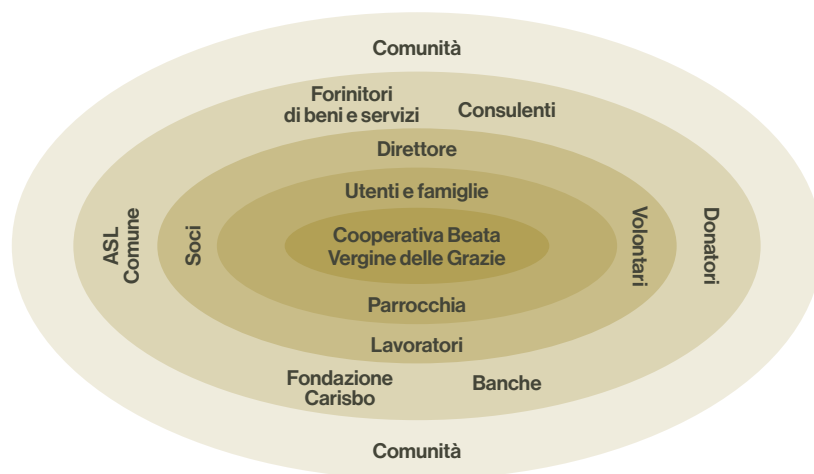 Comunità
Forinitori
di beni e servizi
Consulenti
Direttore
Utenti e famiglie
ASL
Comune
Soci
Cooperativa Beata
Vergine delle Grazie
Volontari
Donatori
Parrocchia
Lavoratori
Fondazione
Carisbo
Banche
Comunità